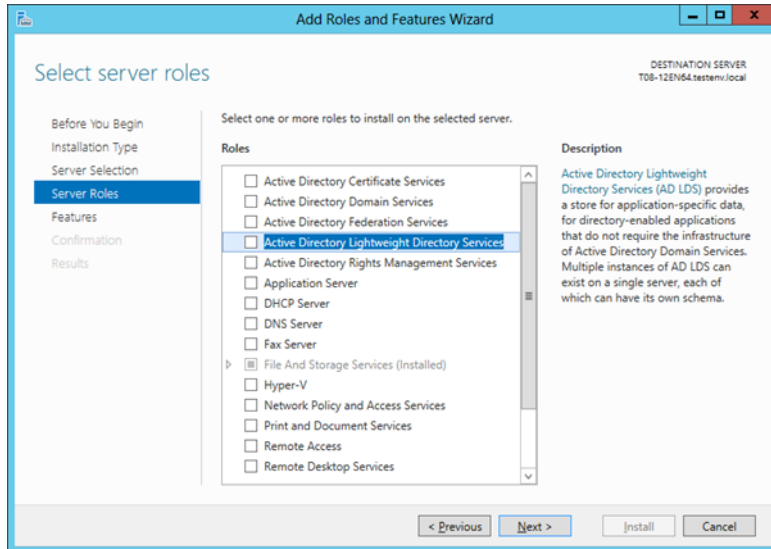 Add Roles and Features Wizard
Select server roles
DESTINATION SERVER
T08-12EN64.testenv.local
Before You Begin
Installation Type
Server Selection
Server Roles
Features
Confirmation
Results
Select one or more roles to install on the selected server.
Roles
Active Directory Certificate Services
Active Directory Domain Services
Active Directory Federation Services
Active Directory Lightweight Directory Services
Active Directory Rights Management Services
Application Server
DHCP Server
DNS Server
Fax Server
File And Storage Services (Installed)
Hyper-V
Network Policy and Access Services
Print and Document Services
Remote Access
Remote Desktop Services
Description
Active Directory Lightweight
Directory Services (AD LDS) provides
a store for application-specific data,
for directory-enabled applications
that do not require the infrastructure
of Active Directory Domain Services.
Multiple instances of AD LDS can
exist on a single server, each of
which can have its own schema.
< Previous
Next >
Install
Cancel